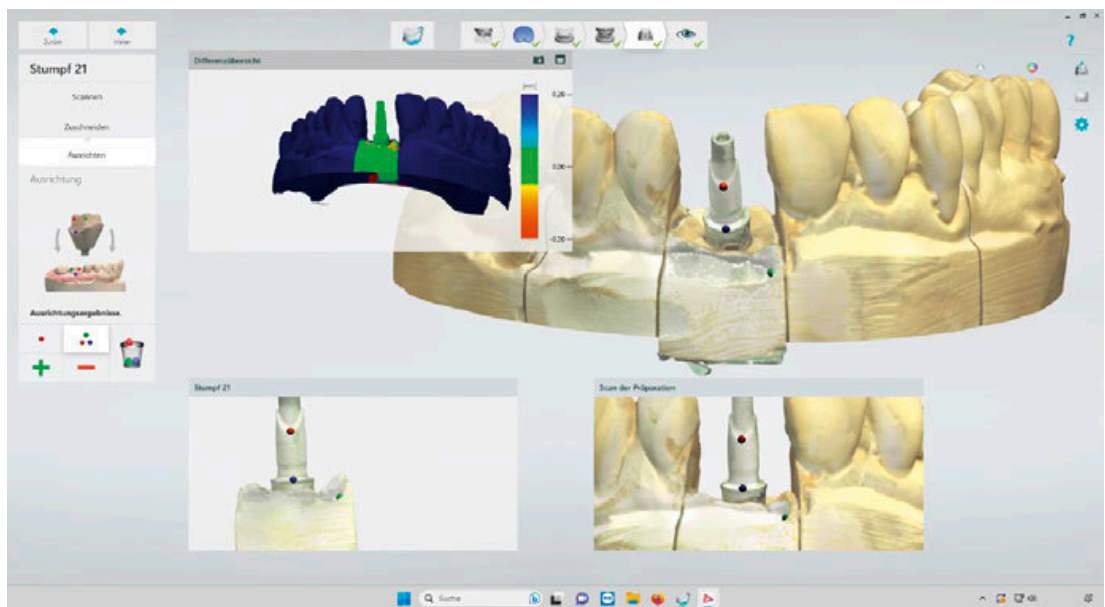 Zurück
Weiter
Stumpf 21
Scannen
Zuschneiden
Ausrichten
Ausrichtung
Ausrichtungsergebnisse.
Differenzübersicht
[mm]
0.20
0.00
-0.20
?
Stumpf 21
Scan der Präparation
Suche